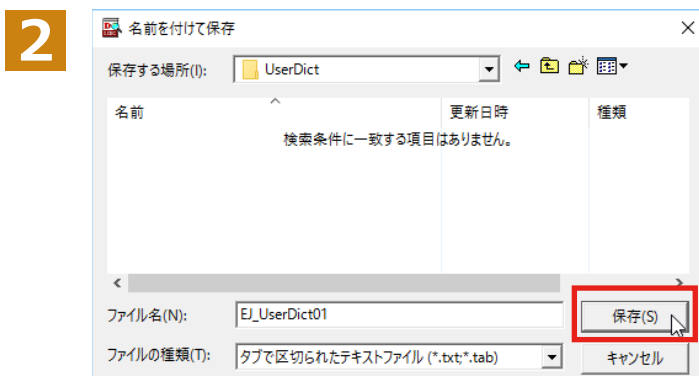 2
名前を付けて保存
保存する場所(I): UserDict
名前 更新日時 種類
検索条件に一致する項目はありません。
ファイル名(N): EJ_UserDict01 保存(S)
ファイルの種類(T): タブで区切られたテキストファイル (*.txt;*.tab) キャンセル